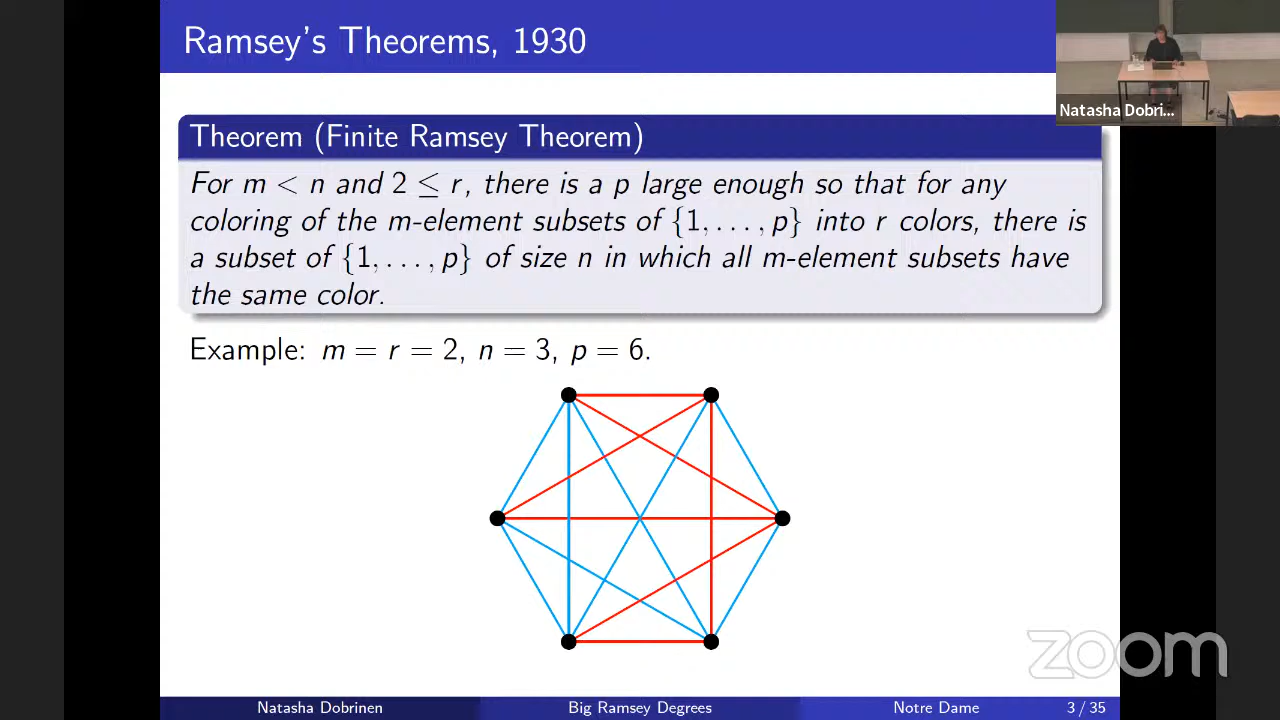 Ramsey's Theorems, 1930
Natasha Dobri...
Theorem (Finite Ramsey Theorem)
For m < n and 2 ≤ r, there is a p large enough so that for any
coloring of the m-element subsets of {1, . . . , p} into r colors, there is
a subset of {1, . . . , p} of size n in which all m-element subsets have
the same color.
Example: m = r = 2, n = 3, p = 6.
zoom
Natasha Dobrinen
Big Ramsey Degrees
Notre Dame
3 / 35